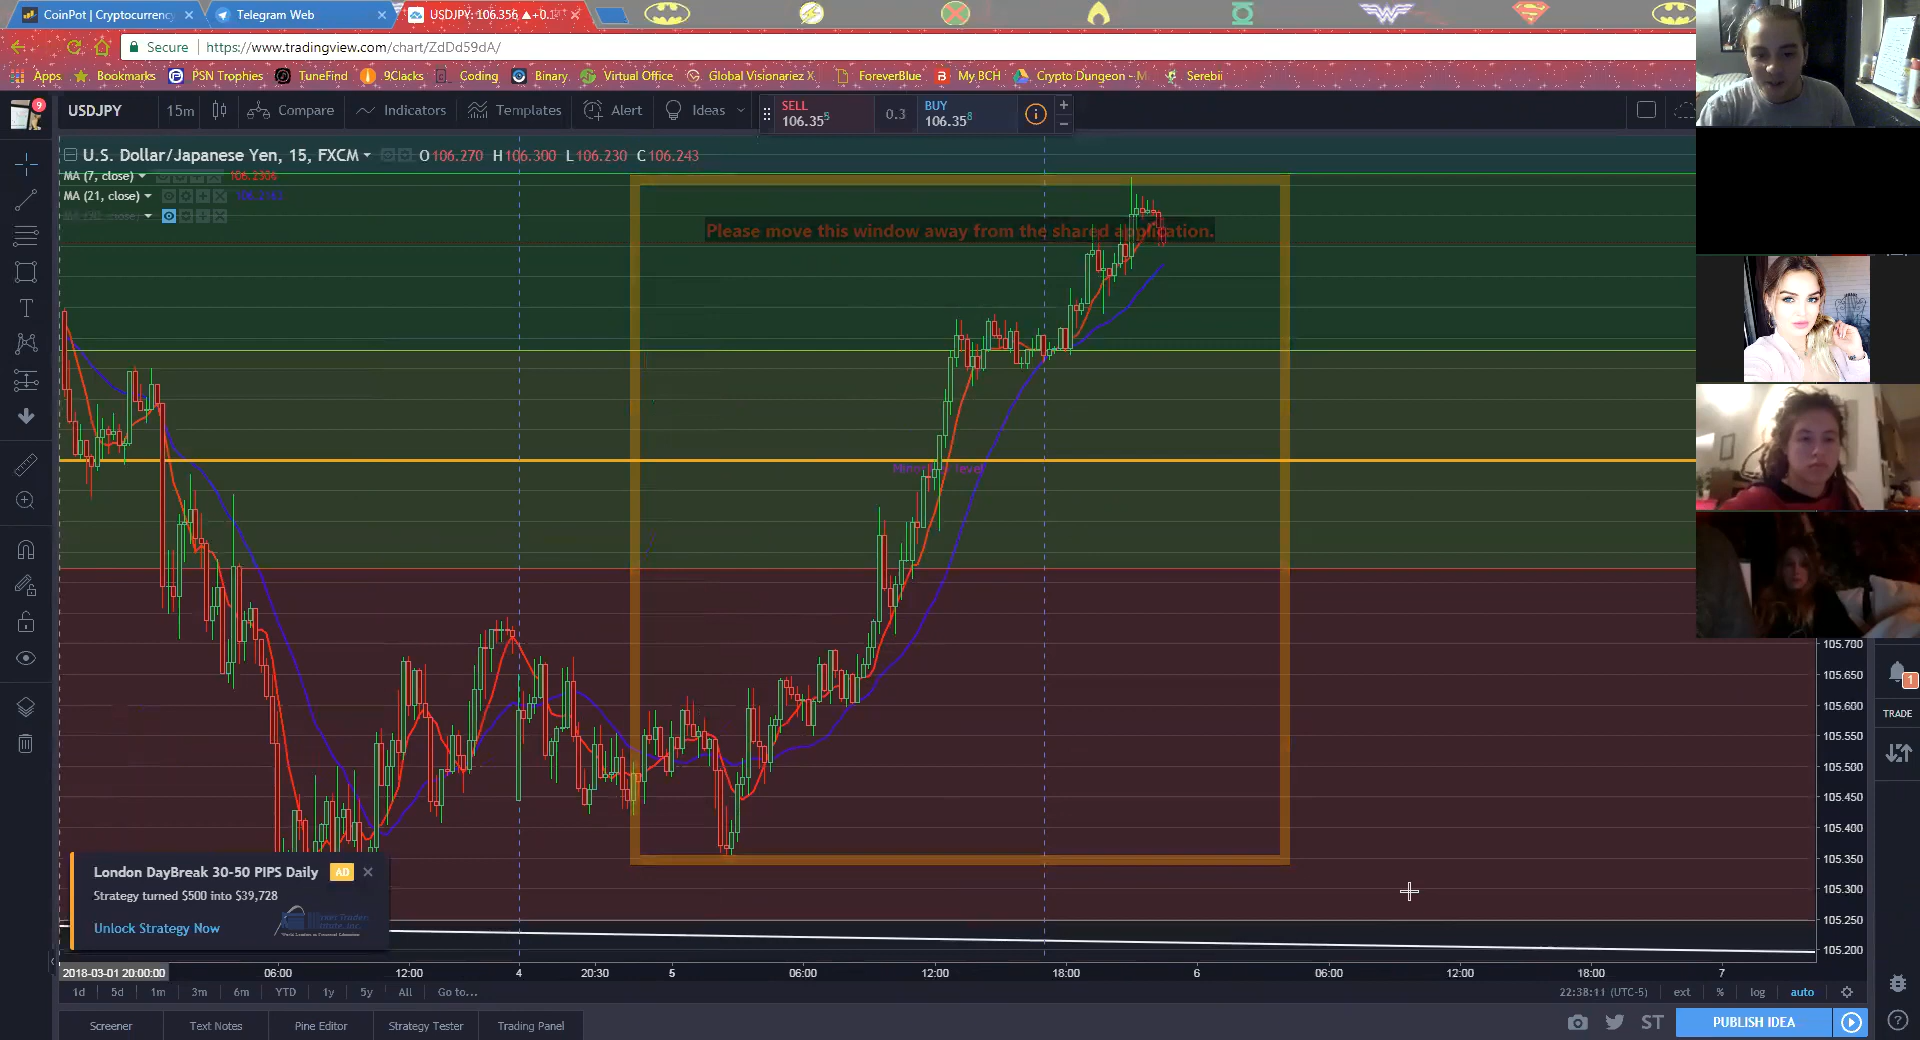 CoinPot | Cryptocurrency
Telegram Web
USDJPY: 106.356 ▲+0.1
Secure
https://www.tradingview.com/chart/ZdDd59dA/
Apps
Bookmarks
PSN Trophies
TuneFind
9Clacks
Coding
Binary
Virtual Office
Global Visionariez X
ForeverBlue
My BCH
Crypto Dungeon - M
Serebii
9
USDJPY
15m
Compare
Indicators
Templates
Alert
Ideas
SELL
106.35⁵
0.3
BUY
106.35⁸
U.S. Dollar/Japanese Yen, 15, FXCM
O106.270 H106.300 L106.230 C106.243
MA (7, close)
MA (21, close)
Please move this window away from the shared application.
level
105.700
105.650
105.600
105.550
105.500
105.450
105.400
105.350
105.300
105.250
105.200
1
TRADE
London DayBreak 30-50 PIPS Daily
AD
Strategy turned $500 into $39,728
Unlock Strategy Now
2018-03-01 20:00:00
06:00
12:00
4
20:30
5
06:00
12:00
18:00
6
06:00
12:00
18:00
7
1d
5d
1m
3m
6m
YTD
1y
5y
All
Go to...
22:38:11 (UTC-5)
ext
%
log
auto
Screener
Text Notes
Pine Editor
Strategy Tester
Trading Panel
ST
PUBLISH IDEA